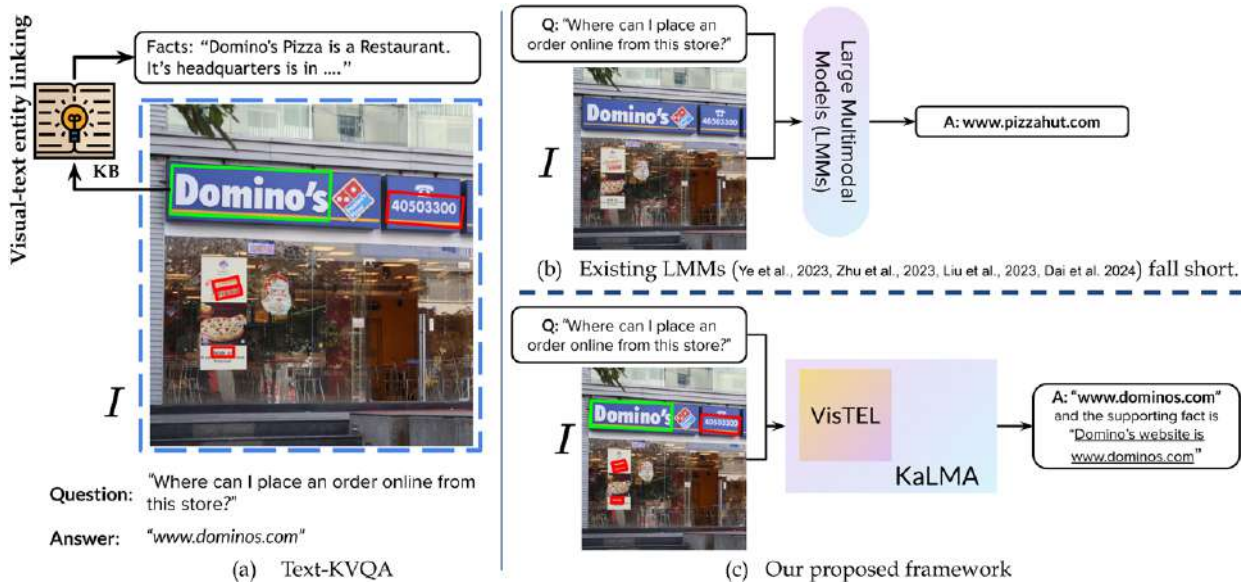 Visual-text entity linking
Facts: “Domino’s Pizza is a Restaurant.
It’s headquarters is in ....”
KB
Domino's
40503300
I
Question:
“Where can I place an order online from
this store?”
Answer:
“www.dominos.com”
(a) Text-KVQA
Q: “Where can I place an
order online from this store?”
Domino's
40503300
I
Large Multimodal
Models (LMMs)
A: www.pizzahut.com
(b) Existing LMMs (Ye et al., 2023, Zhu et al., 2023, Liu et al., 2023, Dai et al. 2024) fall short.
Q: “Where can I place an
order online from this store?”
Domino's
40503300
I
VisTEL
KaLMA
A: “www.dominos.com”
and the supporting fact is
“Domino’s website is
www.dominos.com”
(c) Our proposed framework